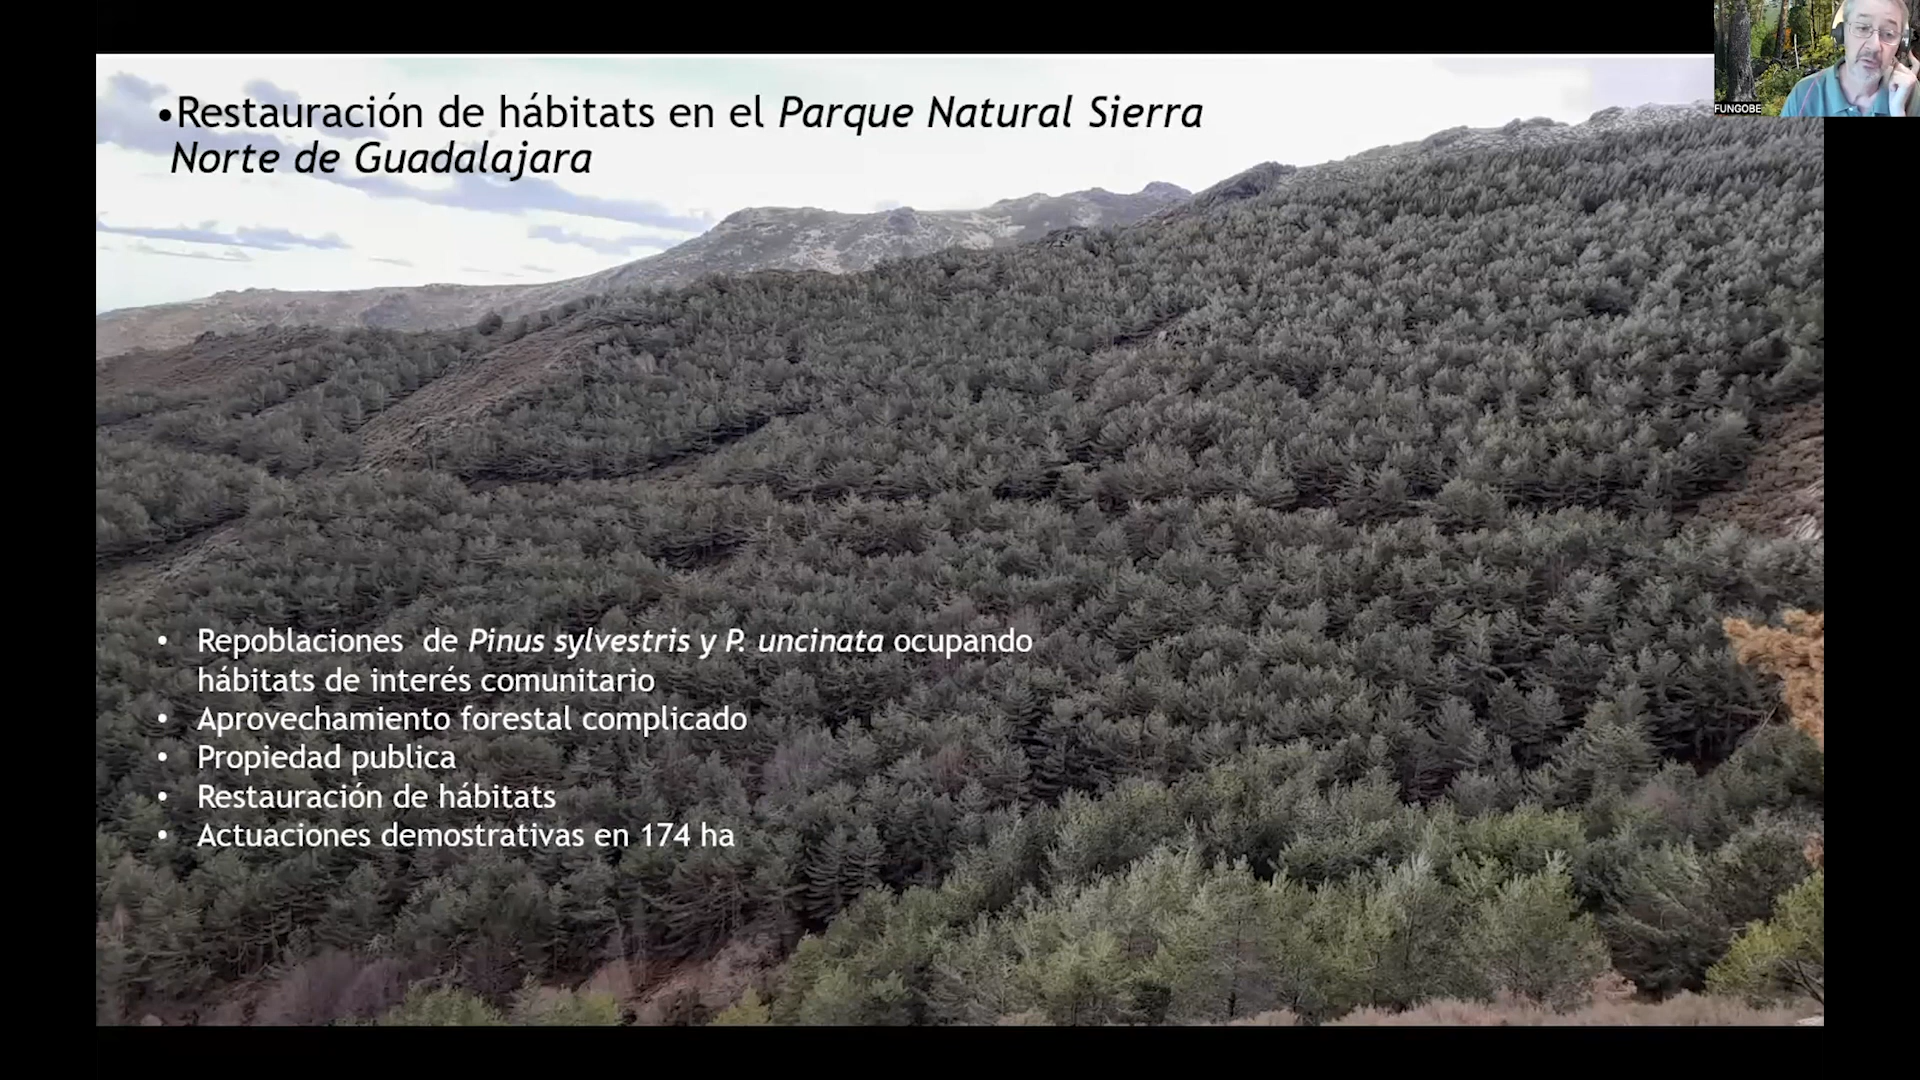 FUNGOBE
•Restauración de hábitats en el Parque Natural Sierra
Norte de Guadalajara
• Repoblaciones de Pinus sylvestris y P. uncinata ocupando
hábitats de interés comunitario
• Aprovechamiento forestal complicado
• Propiedad publica
• Restauración de hábitats
• Actuaciones demostrativas en 174 ha